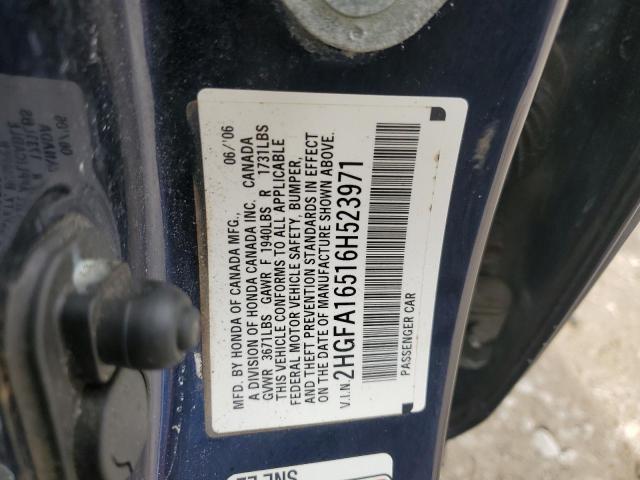 MFD. BY HONDA OF CANADA MFG., 06/'06
A DIVISION OF HONDA CANADA INC. CANADA
GVWR 3671LBS GAWR F 1940LBS R 1731LBS
THIS VEHICLE CONFORMS TO ALL APPLICABLE
FEDERAL MOTOR VEHICLE SAFETY, BUMPER,
AND THEFT PREVENTION STANDARDS IN EFFECT
ON THE DATE OF MANUFACTURE SHOWN ABOVE.
V.I.N. 2HGFA16516H523971
PASSENGER CAR